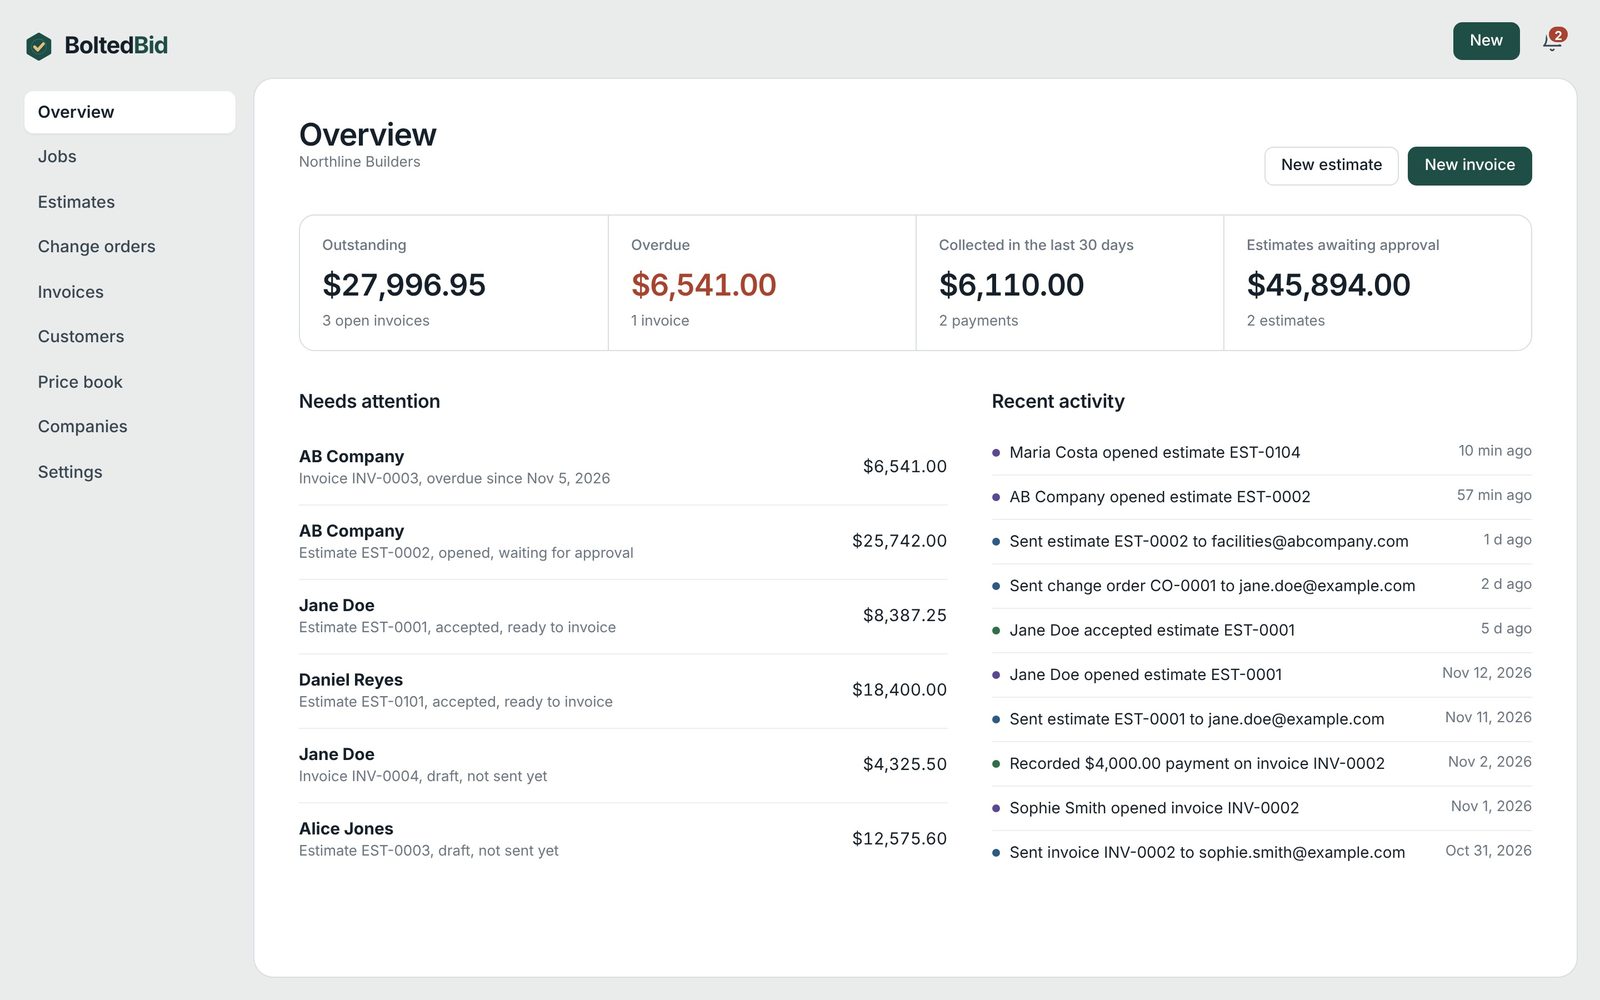 BoltedBid
New
2
Overview
Jobs
Estimates
Change orders
Invoices
Customers
Price book
Companies
Settings
Overview
Northline Builders
New estimate
New invoice
Outstanding
$27,996.95
3 open invoices
Overdue
$6,541.00
1 invoice
Collected in the last 30 days
$6,110.00
2 payments
Estimates awaiting approval
$45,894.00
2 estimates
Needs attention
AB Company
Invoice INV-0003, overdue since Nov 5, 2026
$6,541.00
AB Company
Estimate EST-0002, opened, waiting for approval
$25,742.00
Jane Doe
Estimate EST-0001, accepted, ready to invoice
$8,387.25
Daniel Reyes
Estimate EST-0101, accepted, ready to invoice
$18,400.00
Jane Doe
Invoice INV-0004, draft, not sent yet
$4,325.50
Alice Jones
Estimate EST-0003, draft, not sent yet
$12,575.60
Recent activity
Maria Costa opened estimate EST-0104 10 min ago
AB Company opened estimate EST-0002 57 min ago
Sent estimate EST-0002 to facilities@abcompany.com 1 d ago
Sent change order CO-0001 to jane.doe@example.com 2 d ago
Jane Doe accepted estimate EST-0001 5 d ago
Jane Doe opened estimate EST-0001 Nov 12, 2026
Sent estimate EST-0001 to jane.doe@example.com Nov 11, 2026
Recorded $4,000.00 payment on invoice INV-0002 Nov 2, 2026
Sophie Smith opened invoice INV-0002 Nov 1, 2026
Sent invoice INV-0002 to sophie.smith@example.com Oct 31, 2026